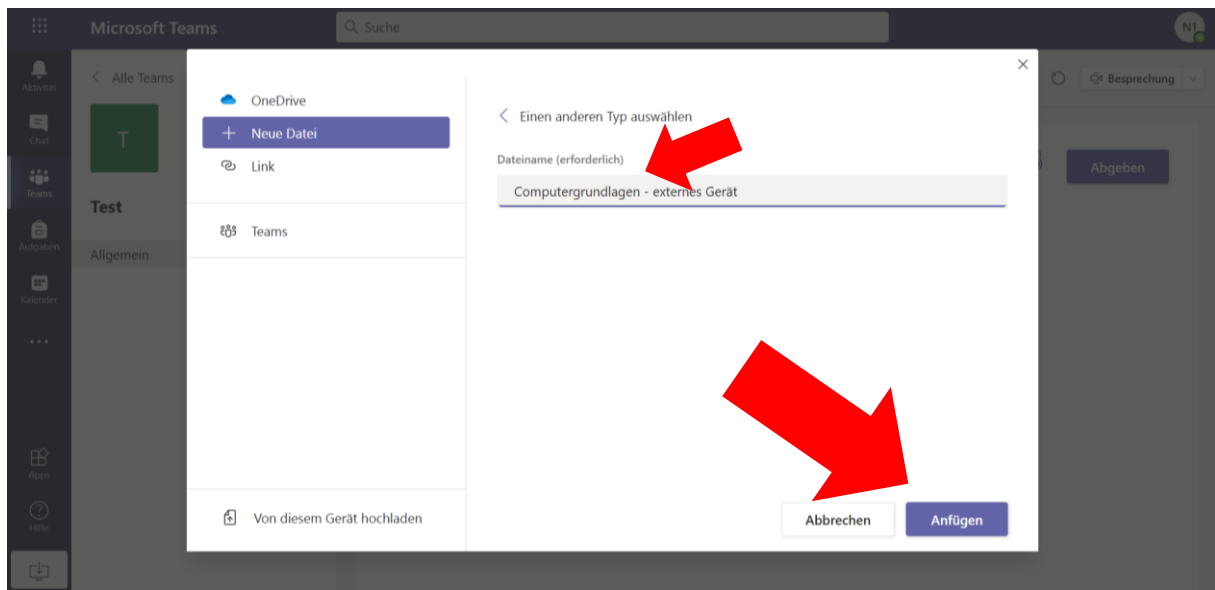 Microsoft Teams
Suche
N1
Aktivität
Chat
Teams
Aufgaben
Kalender
Apps
Hilfe
Alle Teams
T
Test
Allgemein
Besprechung
Abgeben
OneDrive
Neue Datei
Link
Teams
Von diesem Gerät hochladen
Einen anderen Typ auswählen
Dateiname (erforderlich)
Computergrundlagen - externes Gerät
Abbrechen
Anfügen